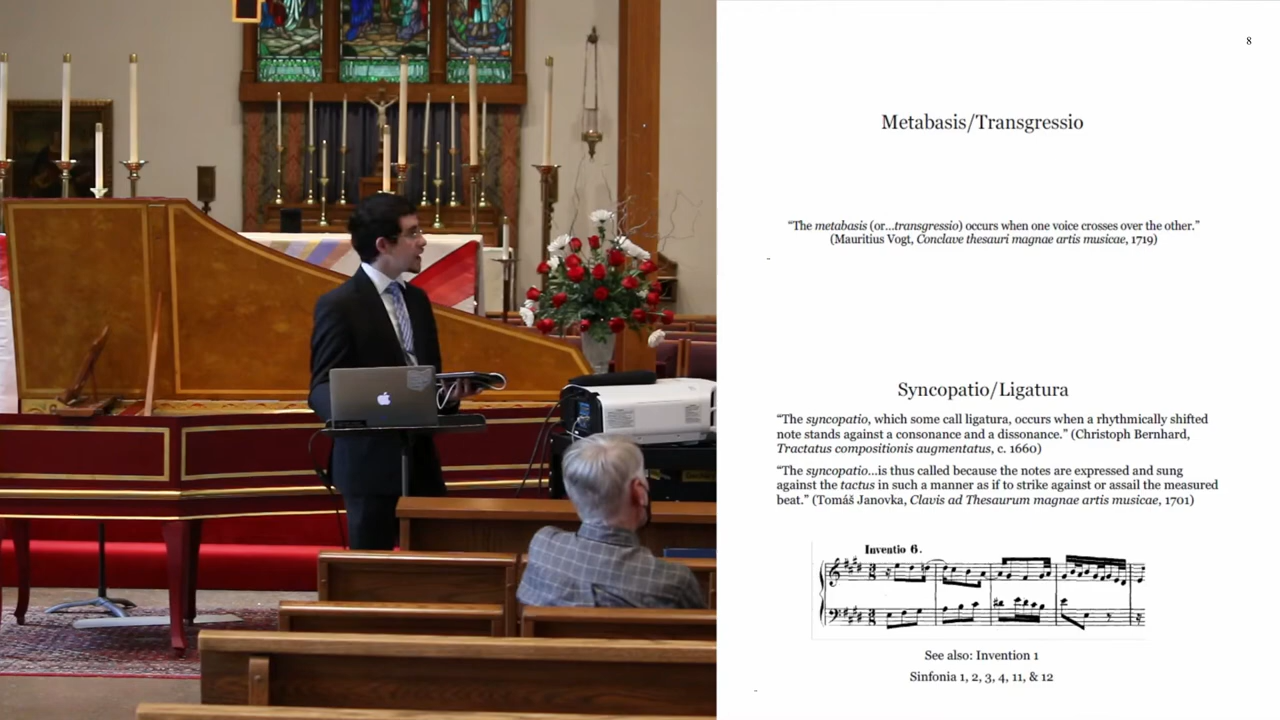 8
Metabasis/Transgressio
“The metabasis (or...transgressio) occurs when one voice crosses over the other.”
(Mauritius Vogt, Conclave thesauri magnae artis musicae, 1719)
Syncopatio/Ligatura
“The syncopatio, which some call ligatura, occurs when a rhythmically shifted
note stands against a consonance and a dissonance.” (Christoph Bernhard,
Tractatus compositionis augmentatus, c. 1660)
“The syncopatio...is thus called because the notes are expressed and sung
against the tactus in such a manner as if to strike against or assail the measured
beat.” (Tomáš Janovka, Clavis ad Thesaurum magnae artis musicae, 1701)
Inventio 6.
See also: Invention 1
Sinfonia 1, 2, 3, 4, 11, & 12